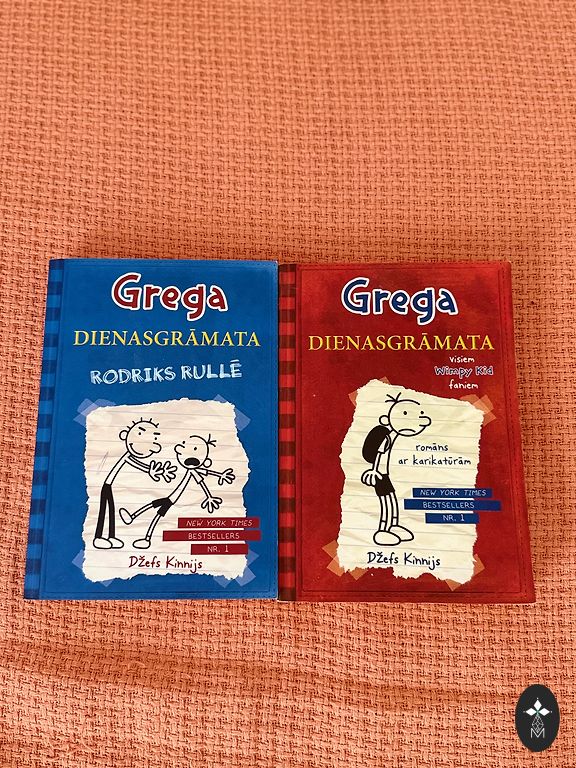 Grega
DIENASGRĀMATA
RODRIKS RULLĒ
NEW YORK TIMES
BESTSELLERS
NR. 1
Džefs Kinnijs
Grega
DIENASGRĀMATA
visiem
Wimpy Kid
faniem
romāns
ar karikatūrām
NEW YORK TIMES
BESTSELLERS
NR. 1
Džefs Kinnijs
M